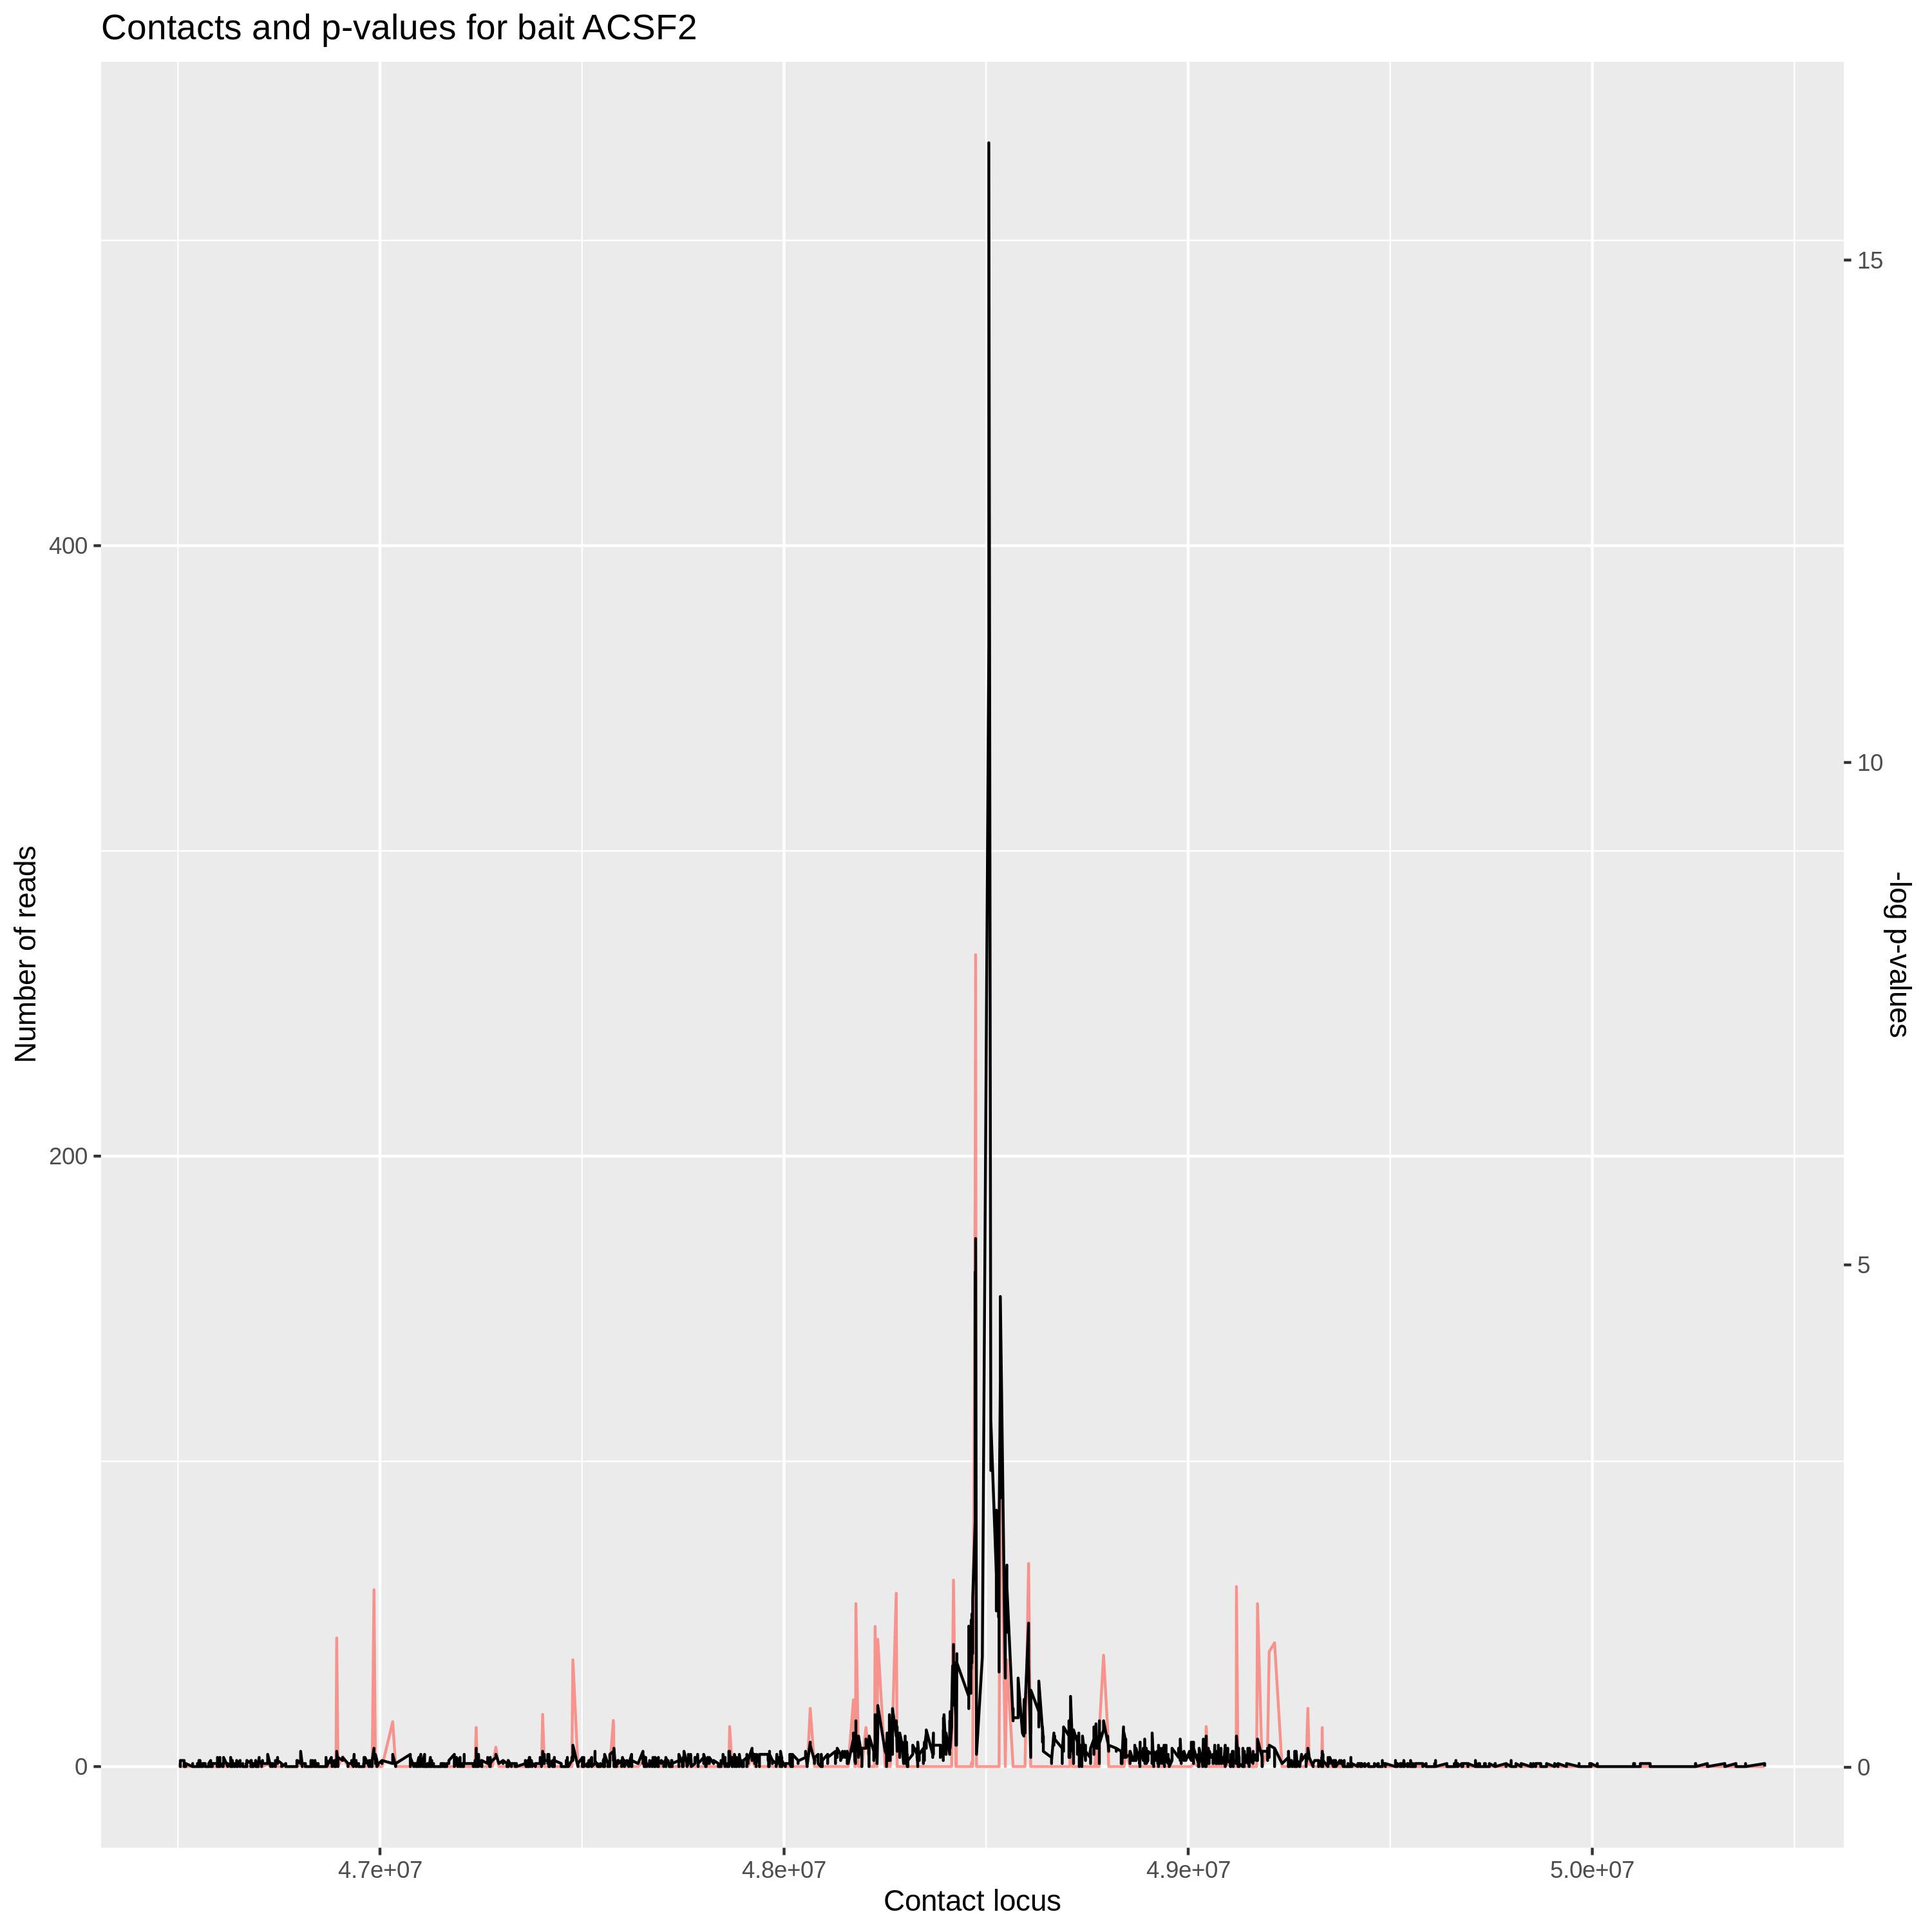 Contacts and p-values for bait ACSF2
Number of reads
400
200
0
15
10
5
0
-log p-values
4.7e+07
4.8e+07
4.9e+07
5.0e+07
Contact locus